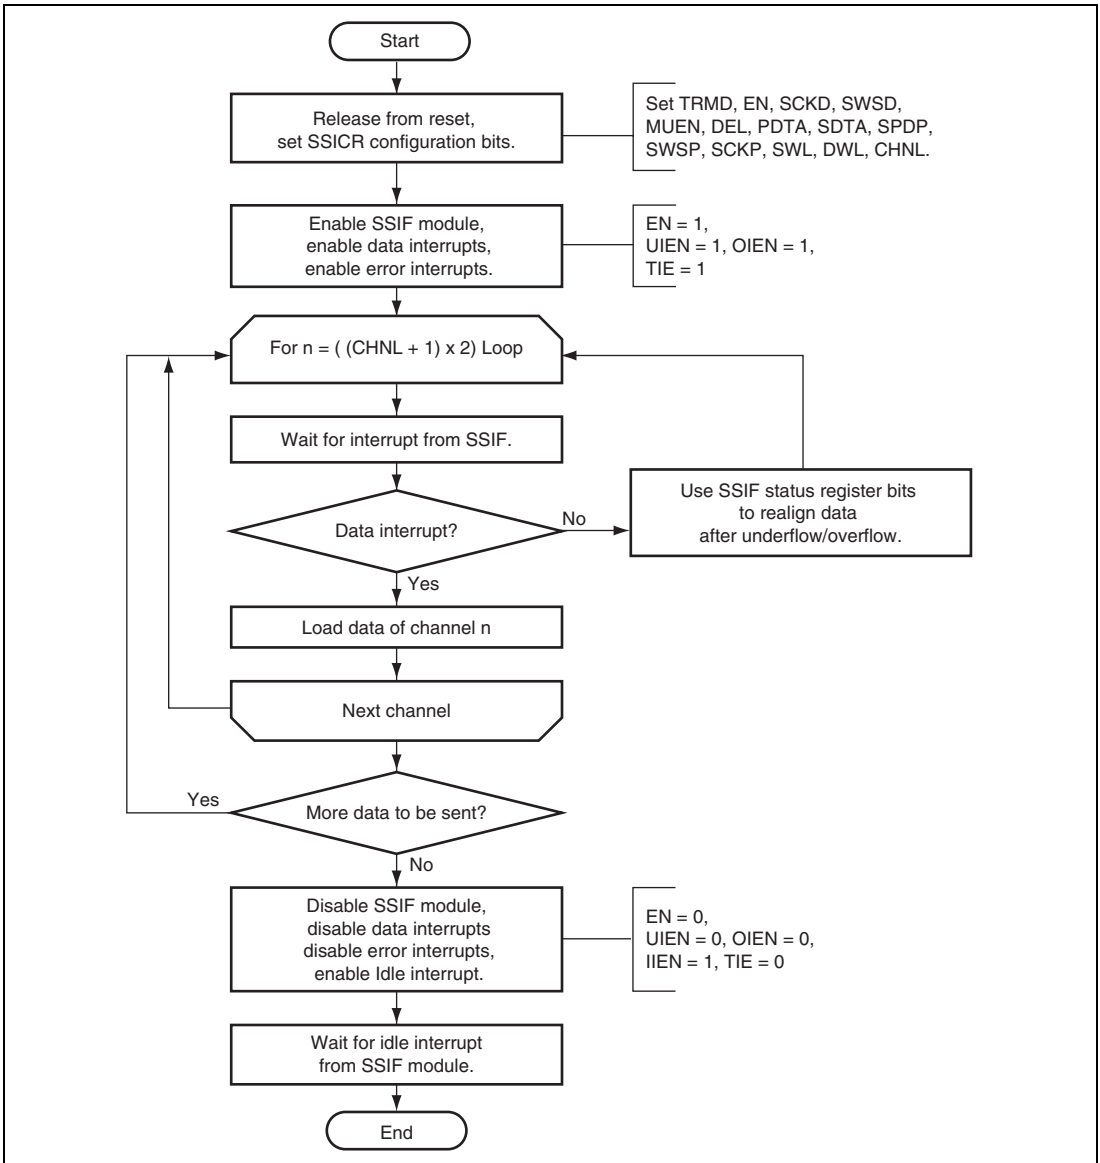 Start
Release from reset,
set SSICR configuration bits.
Set TRMD, EN, SCKD, SWSD,
MUEN, DEL, PDTA, SDTA, SPDP,
SWSP, SCKP, SWL, DWL, CHNL.
Enable SSIF module,
enable data interrupts,
enable error interrupts.
EN = 1,
UIEN = 1, OIEN = 1,
TIE = 1
For n = ( (CHNL + 1) x 2) Loop
Wait for interrupt from SSIF.
Data interrupt?
No
Use SSIF status register bits
to realign data
after underflow/overflow.
Yes
Load data of channel n
Next channel
Yes
More data to be sent?
No
Disable SSIF module,
disable data interrupts
disable error interrupts,
enable Idle interrupt.
EN = 0,
UIEN = 0, OIEN = 0,
IIEN = 1, TIE = 0
Wait for idle interrupt
from SSIF module.
End